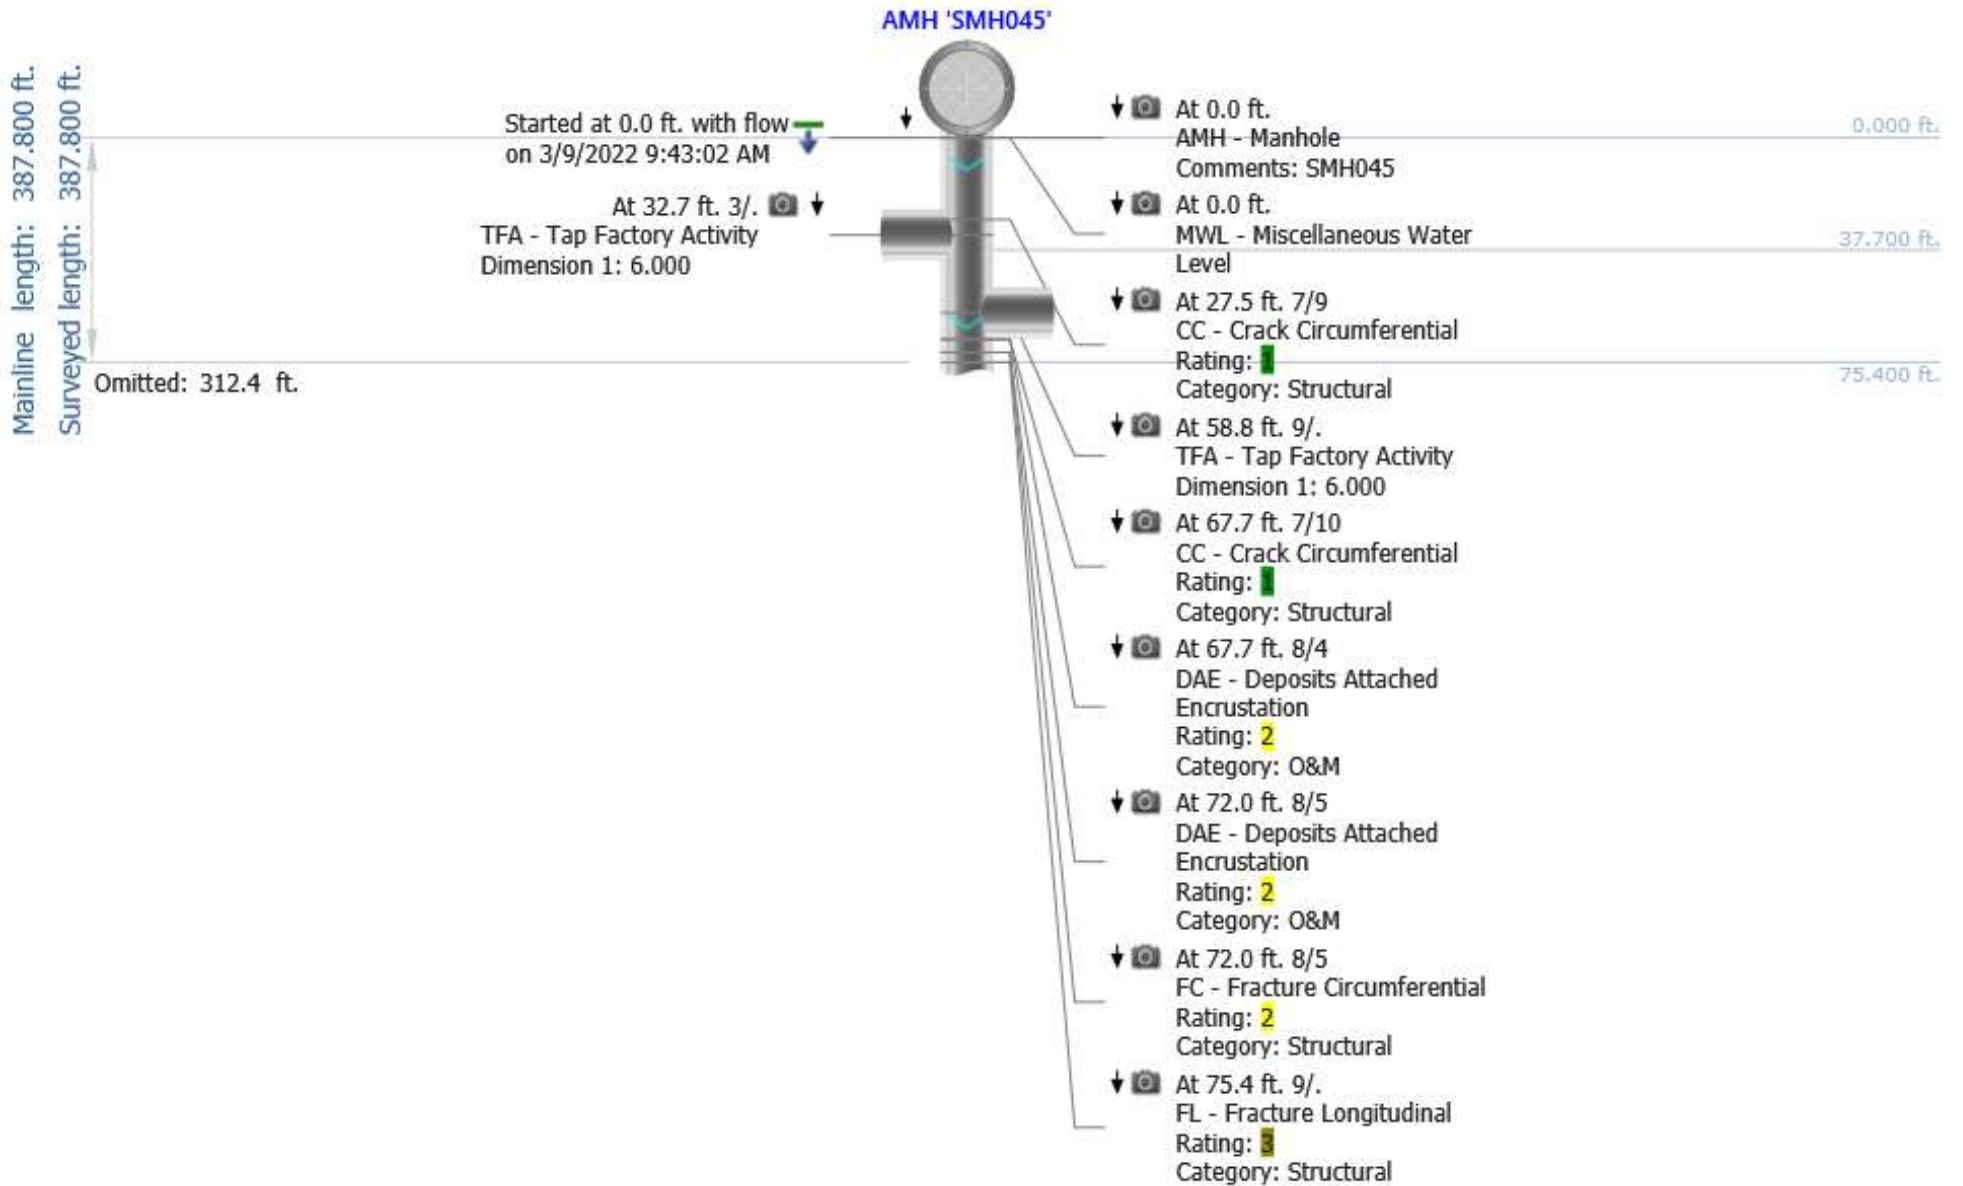 AMH 'SMH045'
Mainline length: 387.800 ft.
Surveyed length: 387.800 ft.
Started at 0.0 ft. with flow
on 3/9/2022 9:43:02 AM
At 32.7 ft. 3/.
TFA - Tap Factory Activity
Dimension 1: 6.000
Omitted: 312.4 ft.
At 0.0 ft.
AMH - Manhole
Comments: SMH045
At 0.0 ft.
MWL - Miscellaneous Water
Level
At 27.5 ft. 7/9
CC - Crack Circumferential
Rating: 1
Category: Structural
At 58.8 ft. 9/.
TFA - Tap Factory Activity
Dimension 1: 6.000
At 67.7 ft. 7/10
CC - Crack Circumferential
Rating: 1
Category: Structural
At 67.7 ft. 8/4
DAE - Deposits Attached
Encrustation
Rating: 2
Category: O&M
At 72.0 ft. 8/5
DAE - Deposits Attached
Encrustation
Rating: 2
Category: O&M
At 72.0 ft. 8/5
FC - Fracture Circumferential
Rating: 2
Category: Structural
At 75.4 ft. 9/.
FL - Fracture Longitudinal
Rating: 3
Category: Structural
0.000 ft.
37.700 ft.
75.400 ft.